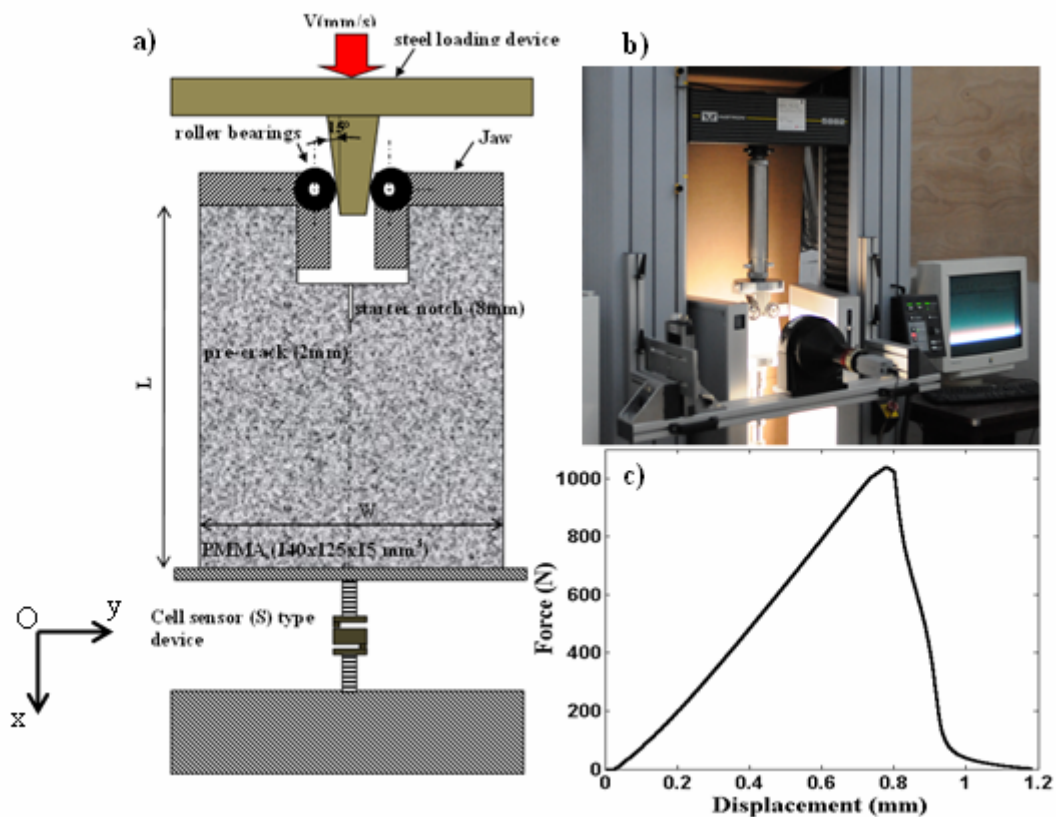 a)
V(mm/s)
steel loading device
roller bearings
15°
Jaw
starter notch (8mm)
pre-crack (2mm)
L
W
PMMA (140x125x15 mm³)
Cell sensor (S) type
device
O
y
x
b)
c)
Force (N)
1000
800
600
400
200
0
0
0.2
0.4
0.6
0.8
1
1.2
Displacement (mm)